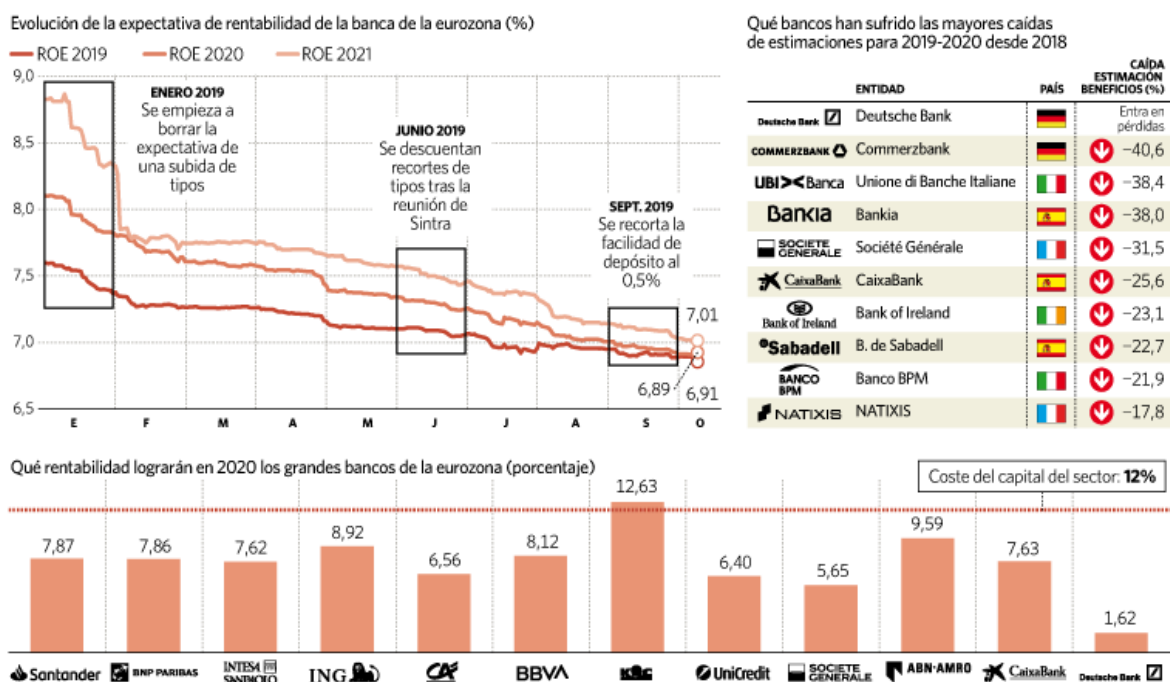 Evolución de la expectativa de rentabilidad de la banca de la eurozona (%)
ROE 2019 ROE 2020 ROE 2021
9,0
8,5
8,0
7,5
7,0
6,5
ENERO 2019
Se empieza a
borrar la
expectativa de
una subida de
tipos
JUNIO 2019
Se descuentan
recortes de
tipos tras la
reunión de
Sintra
SEPT. 2019
Se recorta la
facilidad de
depósito al
0,5%
7,01
6,89 6,91
E F M A M J J A S O
Qué bancos han sufrido las mayores caídas
de estimaciones para 2019-2020 desde 2018
ENTIDAD PAÍS CAÍDA
ESTIMACIÓN
BENEFICIOS (%)
Deutsche Bank Deutsche Bank Entra en
pérdidas
COMMERZBANK Commerzbank −40,6
UBI Banca Unione di Banche Italiane −38,4
Bankia Bankia −38,0
SOCIETE
GENERALE Société Générale −31,5
CaixaBank CaixaBank −25,6
Bank of Ireland Bank of Ireland −23,1
Sabadell B. de Sabadell −22,7
BANCO
BPM Banco BPM −21,9
NATIXIS NATIXIS −17,8
Qué rentabilidad lograrán en 2020 los grandes bancos de la eurozona (porcentaje)
Coste del capital del sector: 12%
7,87 7,86 7,62 8,92 6,56 8,12 12,63 6,40 5,65 9,59 7,63 1,62
Santander BNP PARIBAS INTESA
SANPAOLO ING CA BBVA KBC UniCredit SOCIETE
GENERALE ABN·AMRO CaixaBank Deutsche Bank